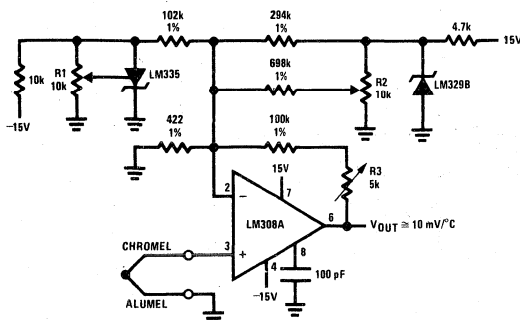 102k
1%
294k
1%
4.7k
15V
698k
1%
10k
R1
10k
LM335
R2
10k
LM329B
−15V
422
1%
100k
1%
15V
R3
5k
2
−
7
LM308A
6
VOUT ≅ 10 mV/°C
CHROMEL
3
+
4
8
−15V
100 pF
ALUMEL